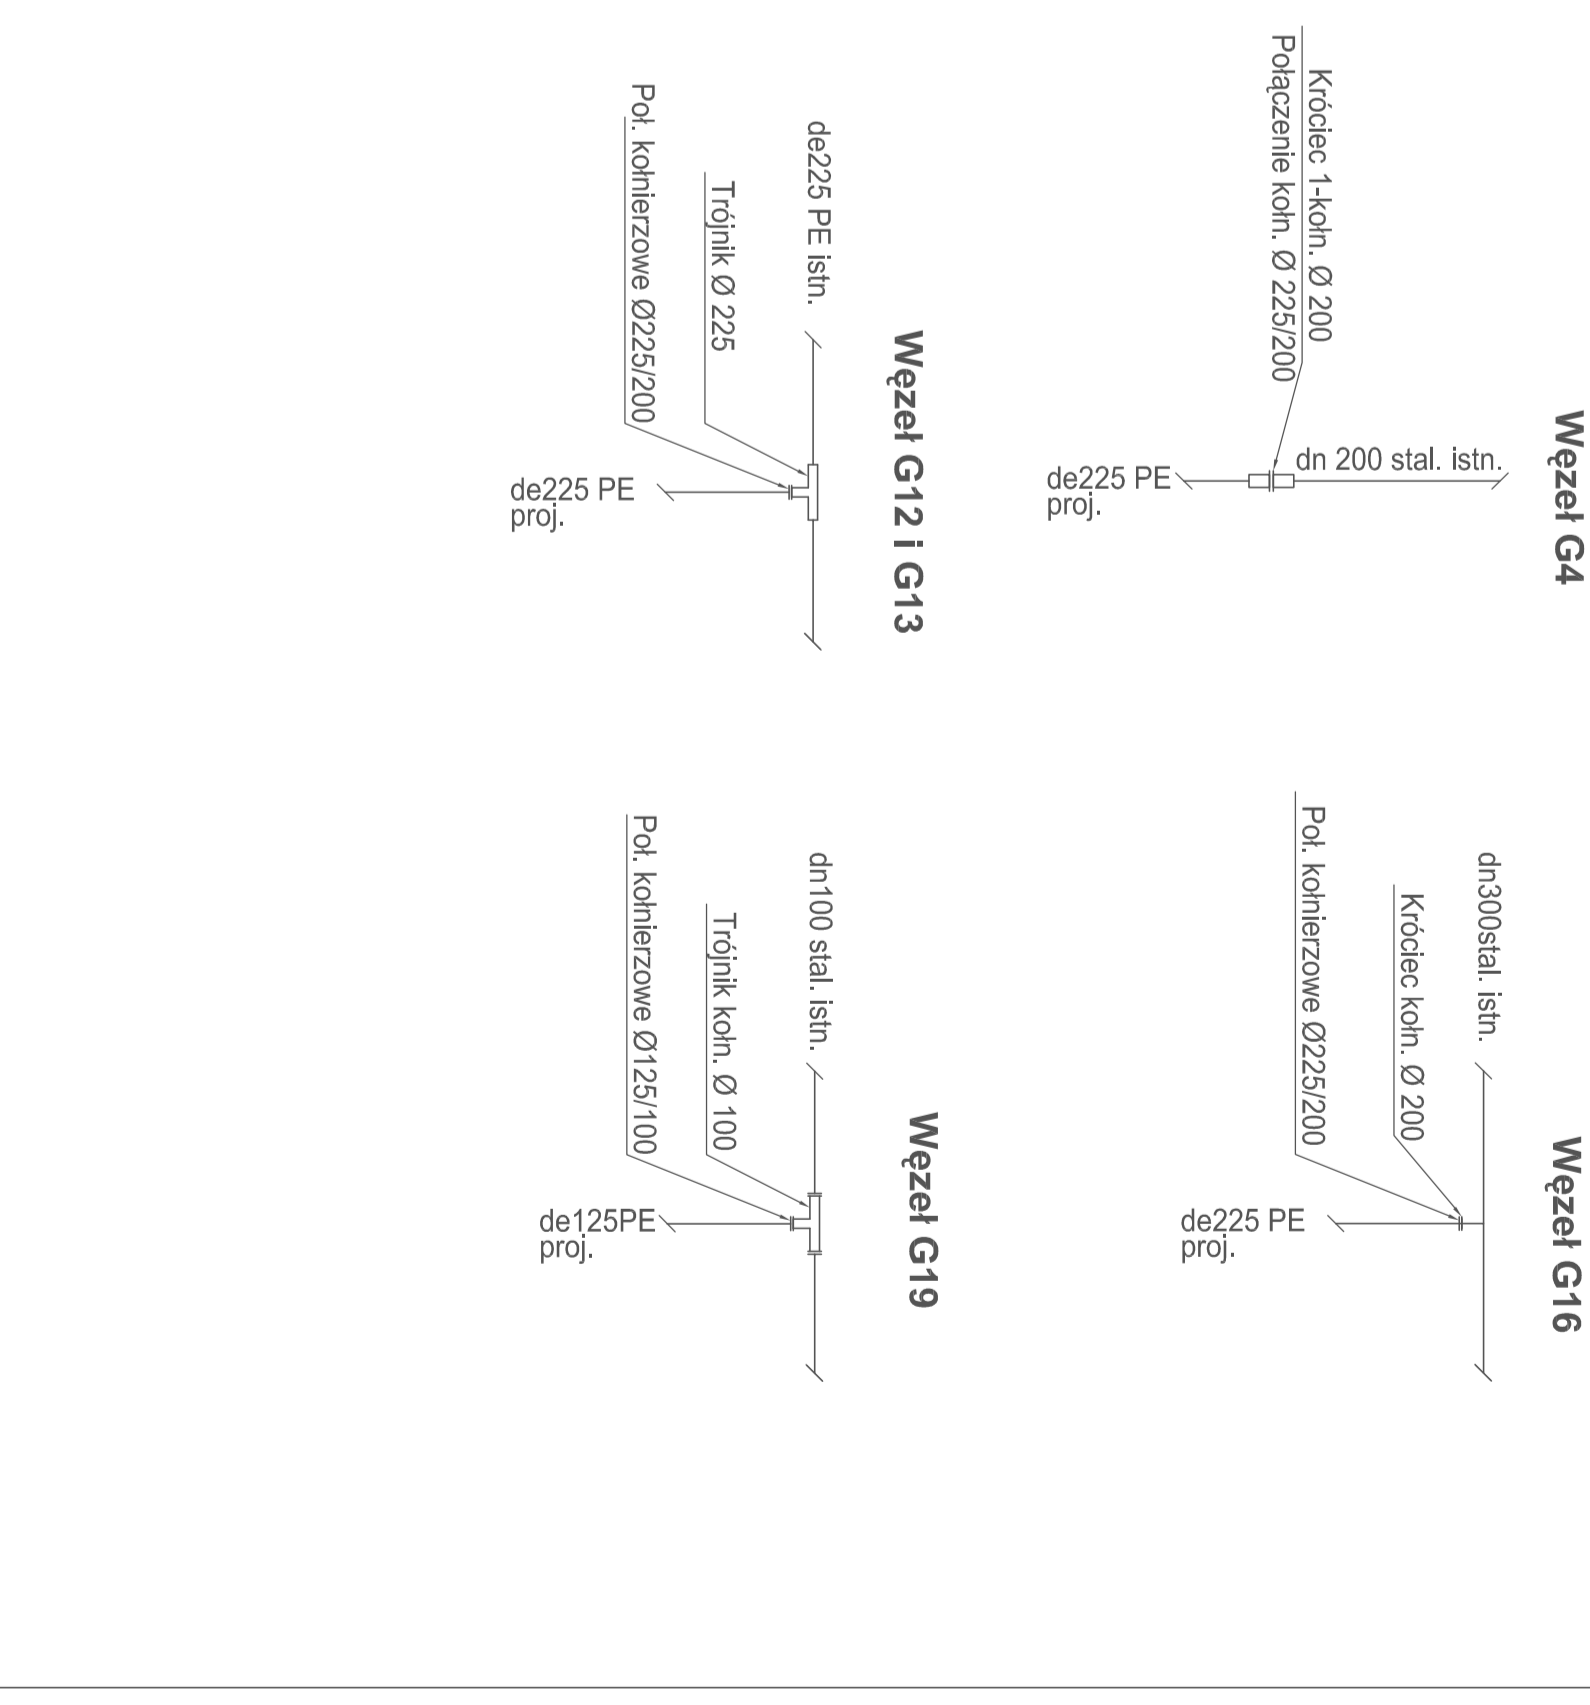 Węzeł G4
Króciec 1-kołn. Ø 200
Połączenie kołn. Ø 225/200
dn 200 stal. istn.
de225 PE
proj.
Węzeł G16
dn300stal. istn.
Króciec kołn. Ø 200
Poł. kołnierzowe Ø225/200
de225 PE
proj.
Węzeł G12 i G13
de225 PE istn.
Trójnik Ø 225
Poł. kołnierzowe Ø225/200
de225 PE
proj.
Węzeł G19
dn100 stal. istn.
Trójnik kołn. Ø 100
Poł. kołnierzowe Ø125/100
de125PE
proj.